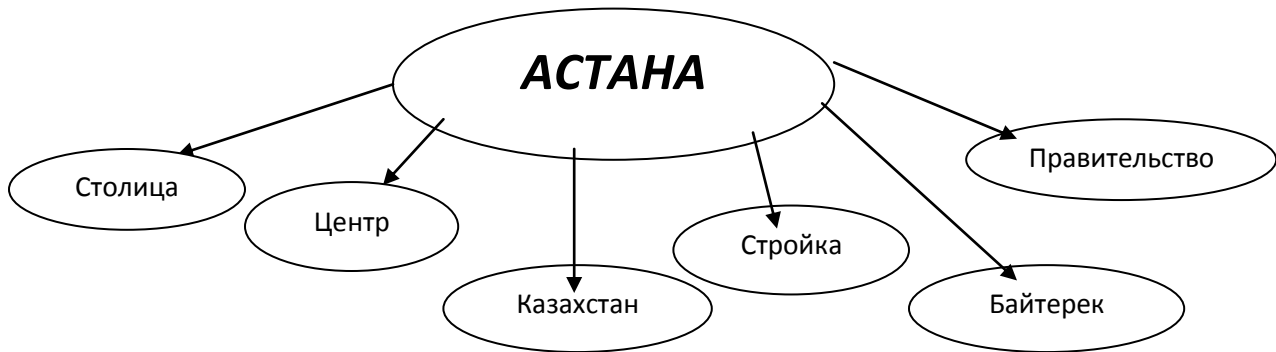 АСТАНА
Правительство
Столица
Центр
Стройка
Казахстан
Байтерек